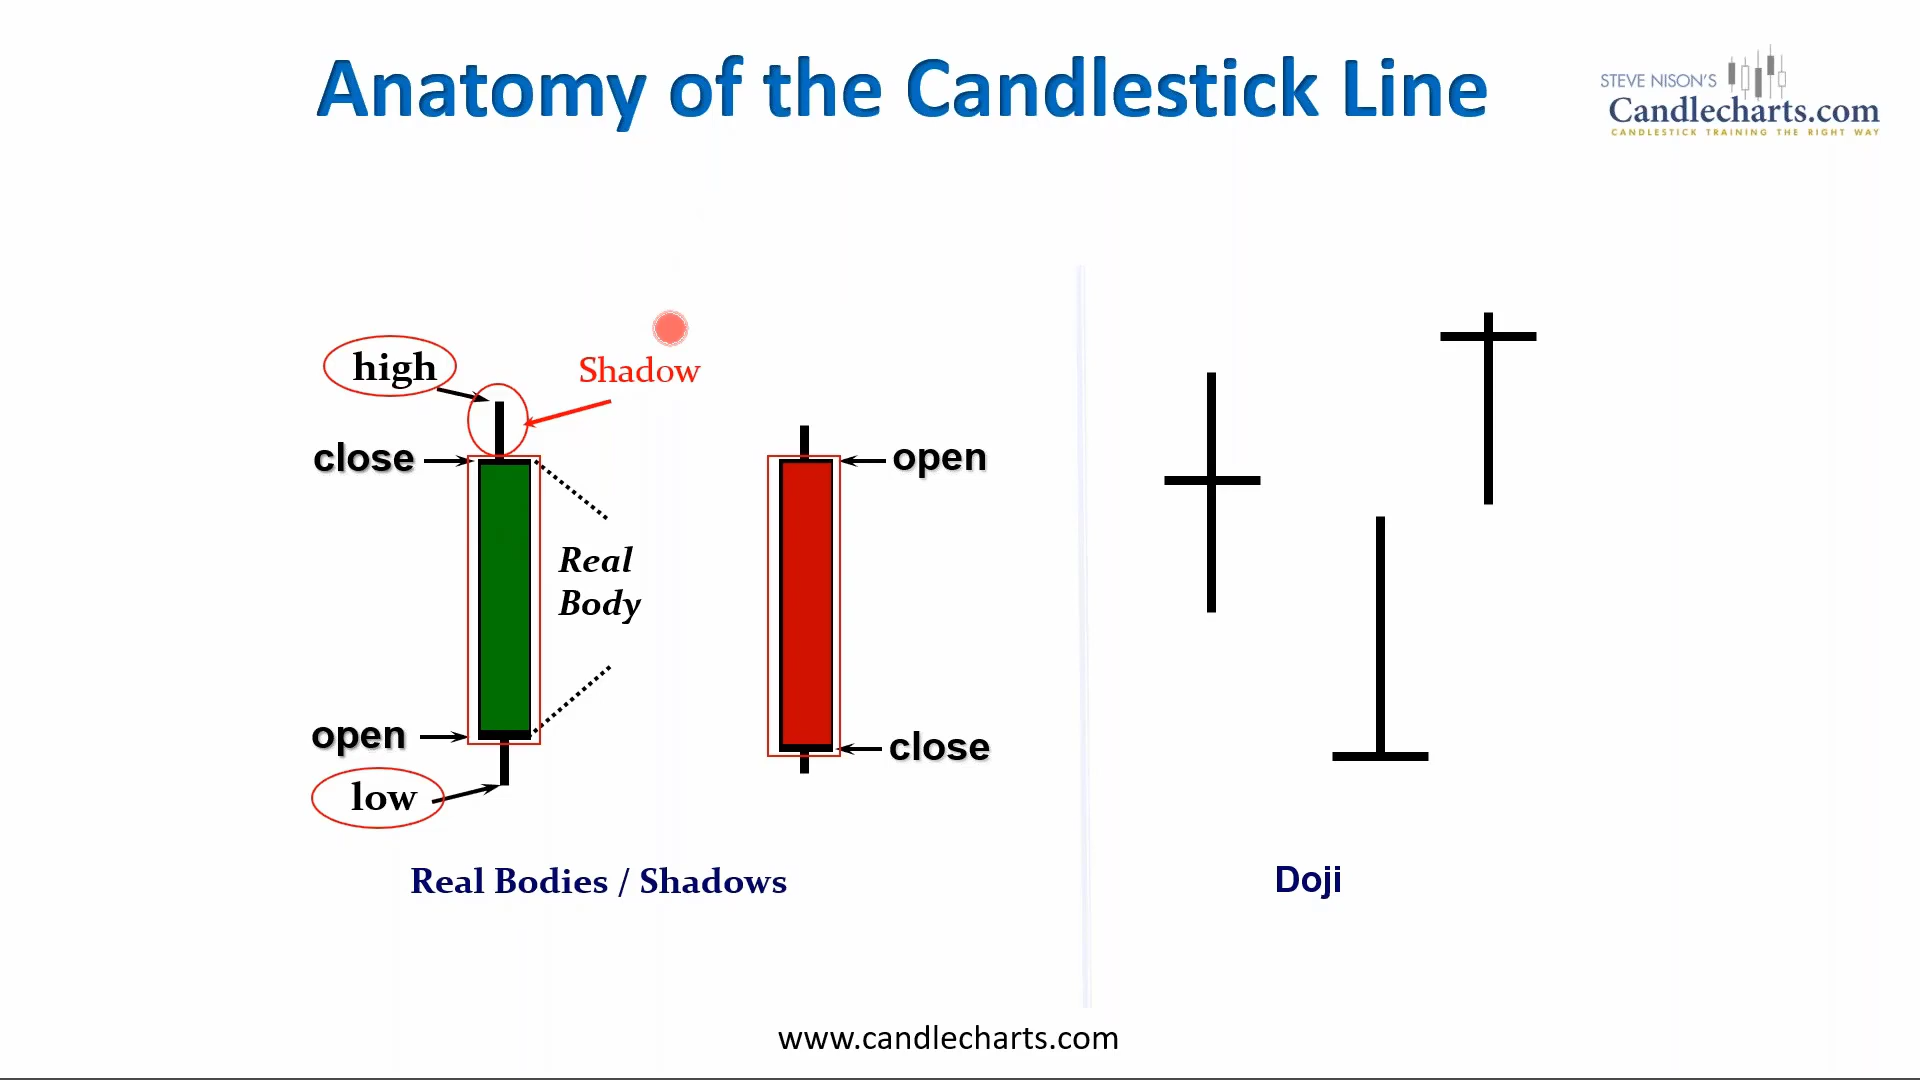 Anatomy of the Candlestick Line
STEVE NISON'S
Candlecharts.com
CANDLESTICK TRAINING THE RIGHT WAY
high
Shadow
close
open
Real
Body
open
close
low
Real Bodies / Shadows
Doji
www.candlecharts.com